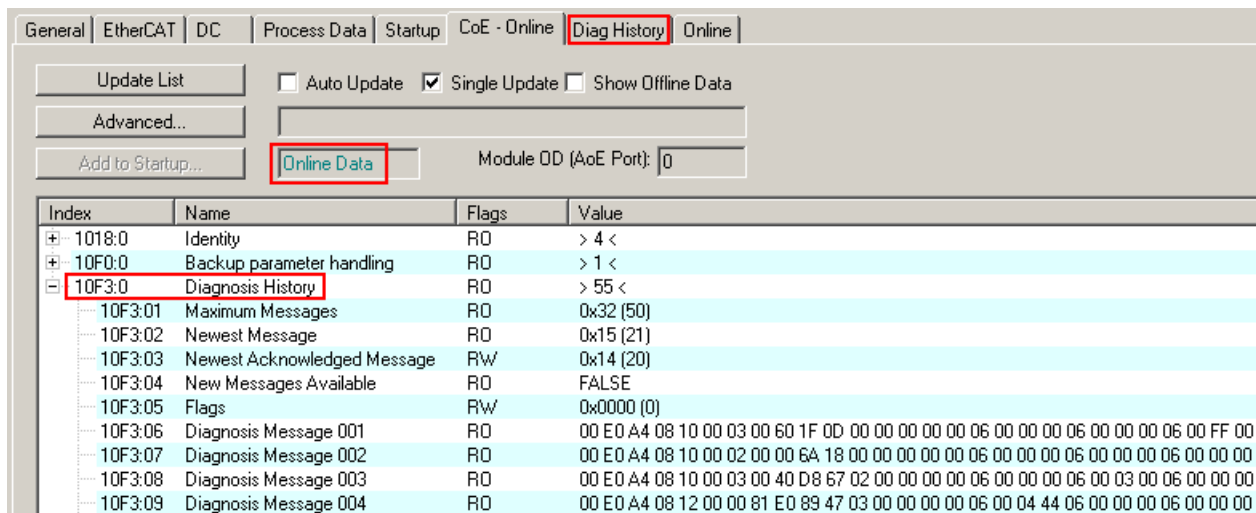 General EtherCAT DC Process Data Startup CoE - Online Diag History Online
Update List Auto Update Single Update Show Offline Data
Advanced...
Add to Startup... Online Data Module OD (AoE Port): 0
Index Name Flags Value
1018:0 Identity RO > 4 <
10F0:0 Backup parameter handling RO > 1 <
10F3:0 Diagnosis History RO > 55 <
10F3:01 Maximum Messages RO 0x32 (50)
10F3:02 Newest Message RO 0x15 (21)
10F3:03 Newest Acknowledged Message RW 0x14 (20)
10F3:04 New Messages Available RO FALSE
10F3:05 Flags RW 0x0000 (0)
10F3:06 Diagnosis Message 001 RO 00 E0 A4 08 10 00 03 00 60 1F 0D 00 00 00 00 00 06 00 00 00 06 00 00 00 06 00 FF 00
10F3:07 Diagnosis Message 002 RO 00 E0 A4 08 10 00 02 00 00 6A 18 00 00 00 00 00 06 00 00 00 06 00 00 00 06 00 00 00
10F3:08 Diagnosis Message 003 RO 00 E0 A4 08 10 00 03 00 40 D8 67 02 00 00 00 00 06 00 00 00 06 00 03 00 06 00 00 00
10F3:09 Diagnosis Message 004 RO 00 E0 A4 08 12 00 00 81 E0 89 47 03 00 00 00 00 06 00 04 44 06 00 00 00 06 00 00 00